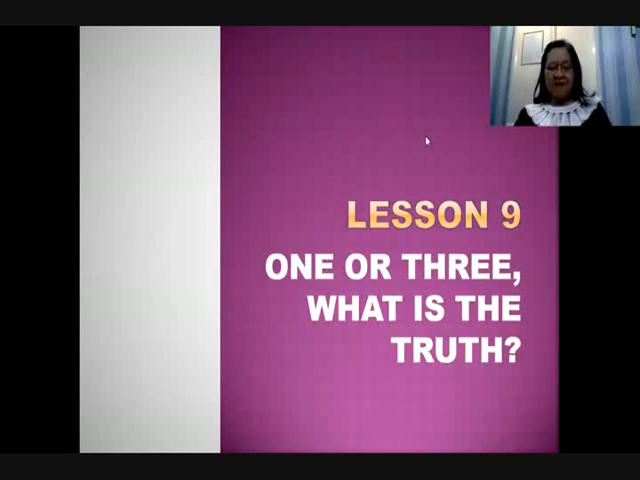 LESSON 9
ONE OR THREE,
WHAT IS THE
TRUTH?